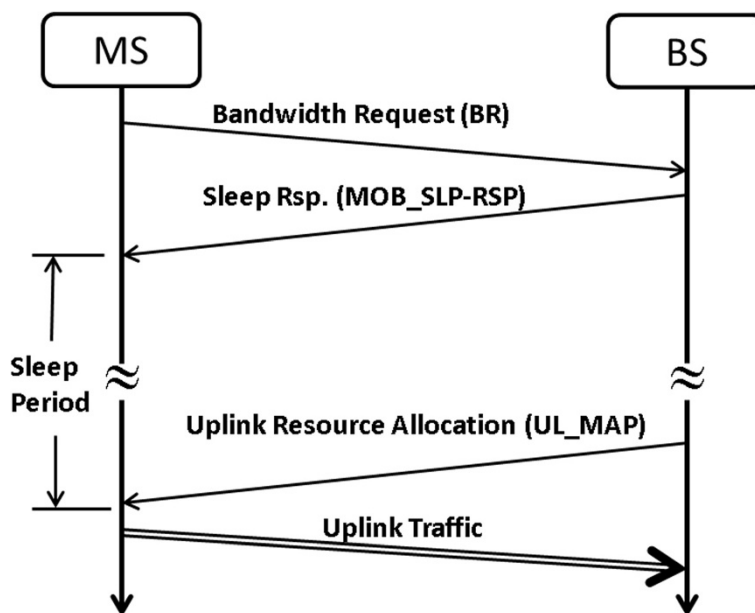 MS
BS
Bandwidth Request (BR)
Sleep Rsp. (MOB_SLP-RSP)
Sleep
Period
Uplink Resource Allocation (UL_MAP)
Uplink Traffic